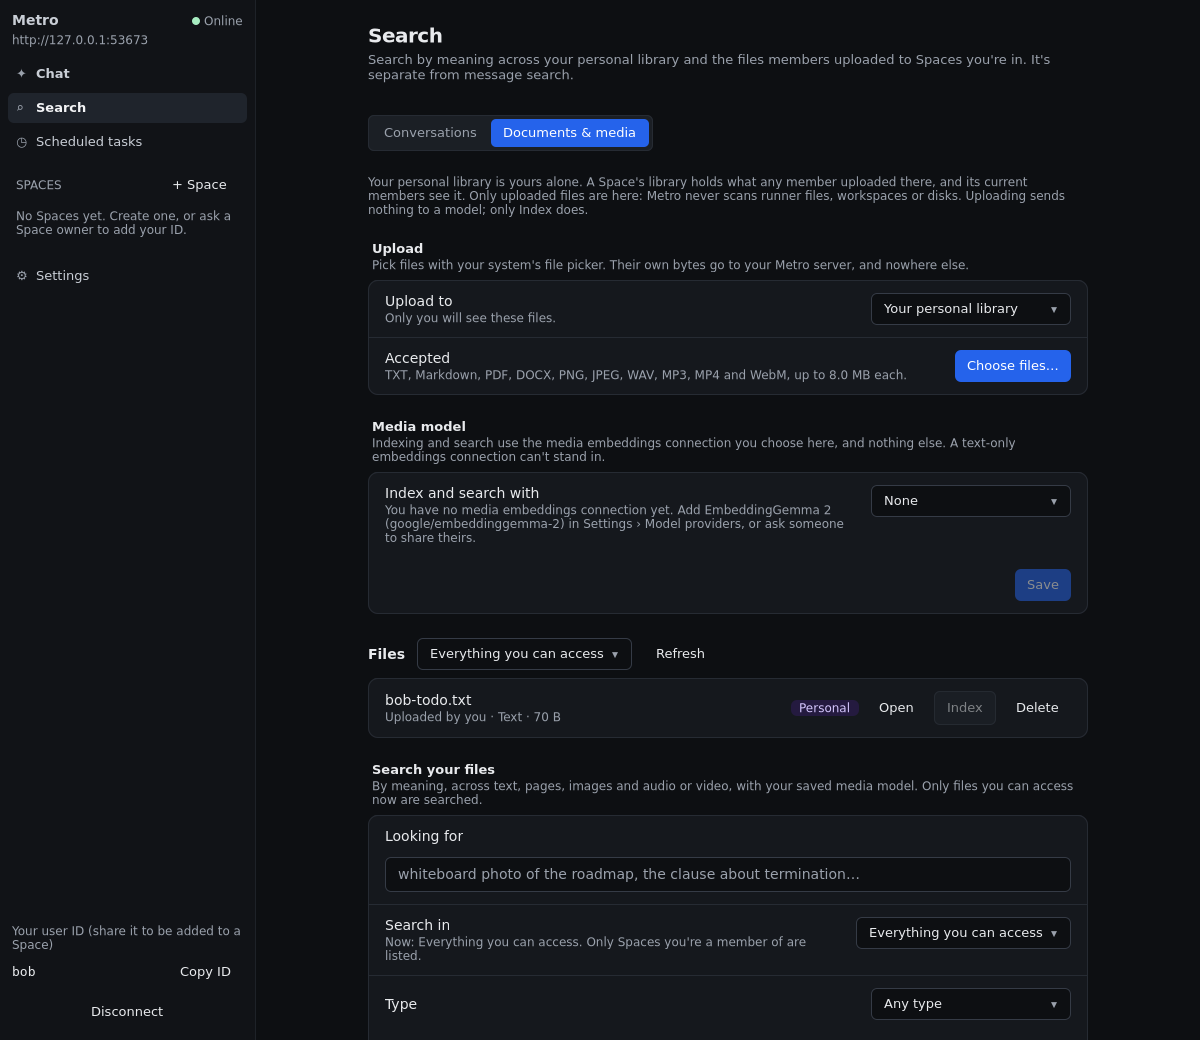 Metro
Online
http://127.0.0.1:53673
Chat
Search
Scheduled tasks
SPACES
+ Space
No Spaces yet. Create one, or ask a
Space owner to add your ID.
Settings
Your user ID (share it to be added to a
Space)
bob
Copy ID
Disconnect
Search
Search by meaning across your personal library and the files members uploaded to Spaces you're in. It's
separate from message search.
Conversations
Documents & media
Your personal library is yours alone. A Space's library holds what any member uploaded there, and its current
members see it. Only uploaded files are here: Metro never scans runner files, workspaces or disks. Uploading sends
nothing to a model; only Index does.
Upload
Pick files with your system's file picker. Their own bytes go to your Metro server, and nowhere else.
Upload to
Only you will see these files.
Your personal library
Accepted
TXT, Markdown, PDF, DOCX, PNG, JPEG, WAV, MP3, MP4 and WebM, up to 8.0 MB each.
Choose files…
Media model
Indexing and search use the media embeddings connection you choose here, and nothing else. A text-only
embeddings connection can't stand in.
Index and search with
You have no media embeddings connection yet. Add EmbeddingGemma 2
(google/embeddinggemma-2) in Settings › Model providers, or ask someone
to share theirs.
None
Save
Files
Everything you can access
Refresh
bob-todo.txt
Uploaded by you · Text · 70 B
Personal
Open
Index
Delete
Search your files
By meaning, across text, pages, images and audio or video, with your saved media model. Only files you can access
now are searched.
Looking for
whiteboard photo of the roadmap, the clause about termination…
Search in
Now: Everything you can access. Only Spaces you're a member of are
listed.
Everything you can access
Type
Any type